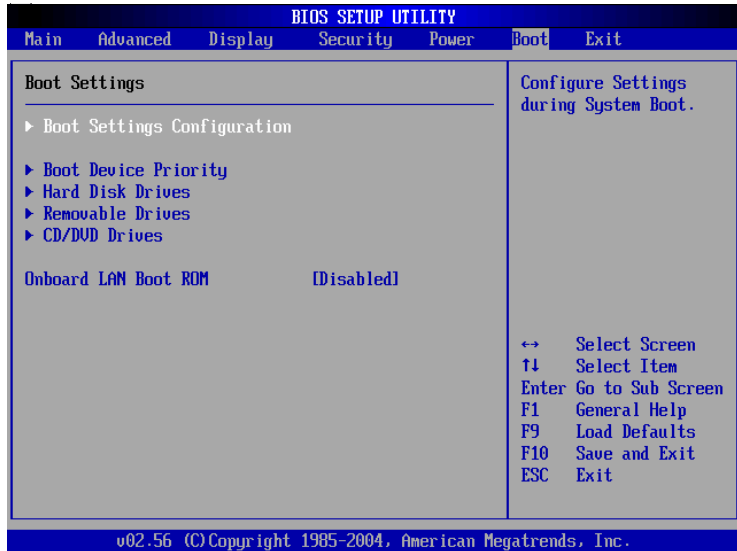 BIOS SETUP UTILITY
Main Advanced Display Security Power Boot Exit
Boot Settings
▶ Boot Settings Configuration
▶ Boot Device Priority
▶ Hard Disk Drives
▶ Removable Drives
▶ CD/DVD Drives
Onboard LAN Boot ROM [Disabled]
Configure Settings
during System Boot.
↔ Select Screen
↑↓ Select Item
Enter Go to Sub Screen
F1 General Help
F9 Load Defaults
F10 Save and Exit
ESC Exit
v02.56 (C)Copyright 1985-2004, American Megatrends, Inc.